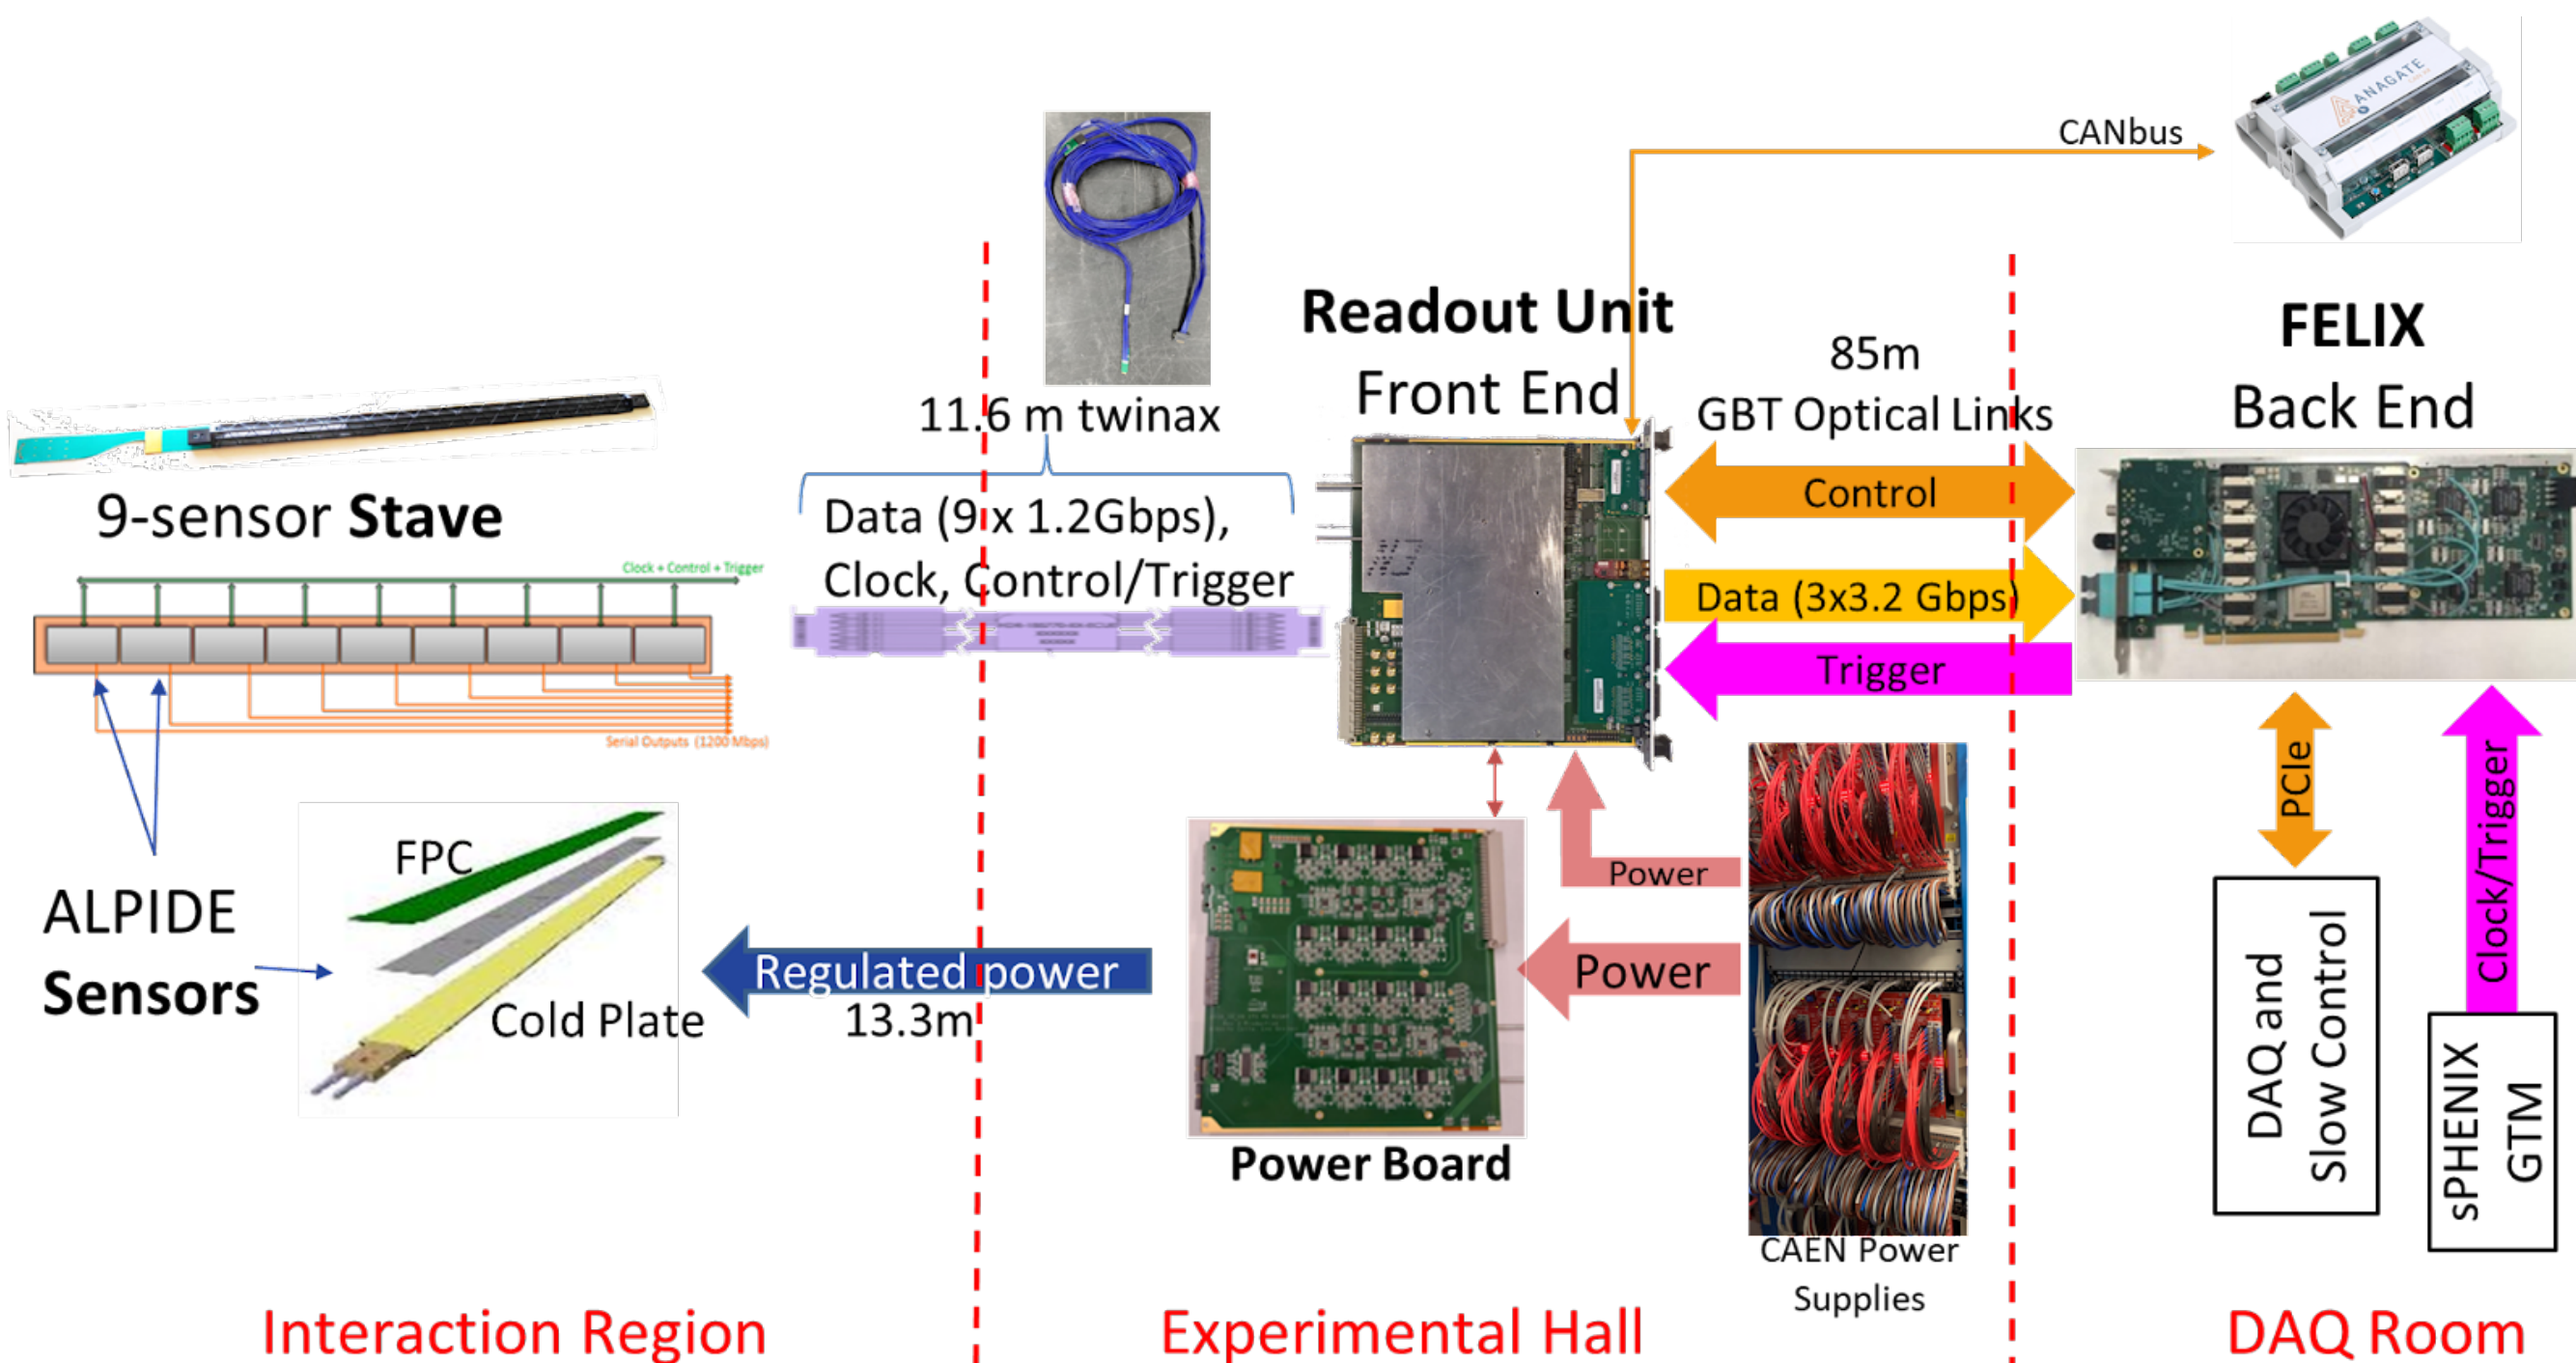 ANAGATE
CANbus
11.6 m twinax
Readout Unit
Front End
85m
GBT Optical Links
FELIX
Back End
9-sensor Stave
Data (9 x 1.2Gbps),
Clock, Control/Trigger
Control
Data (3x3.2 Gbps)
Trigger
Clock + Control + Trigger
Serial Outputs (1200 Mbps)
FPC
ALPIDE
Sensors
Cold Plate
Regulated power
13.3m
Power
Power
Power Board
CAEN Power
Supplies
PCIe
Clock/Trigger
DAQ and
Slow Control
sPHENIX
GTM
Interaction Region
Experimental Hall
DAQ Room